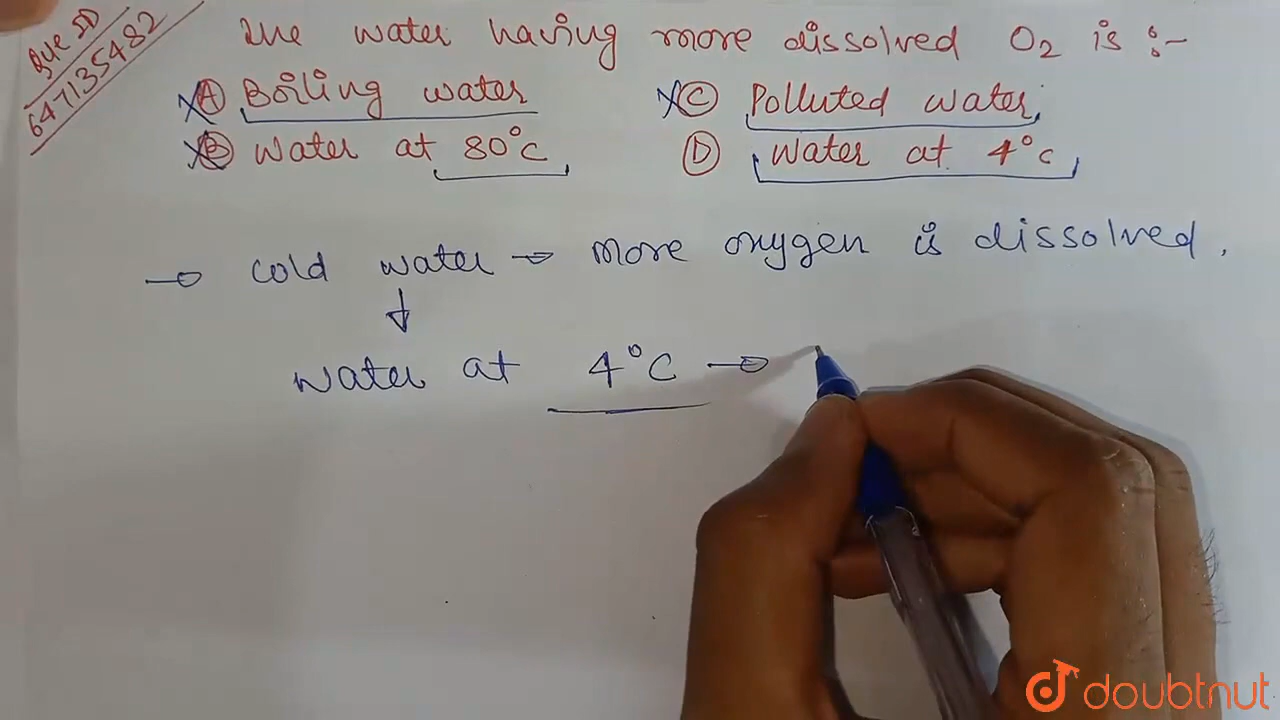 Que ID
647135482
The water having more dissolved O2 is :-
A Boiling water
C Polluted water
B Water at 80°C
D Water at 4°C
→ cold water → more oxygen is dissolved.
↓
Water at 4°C →
doubtnut